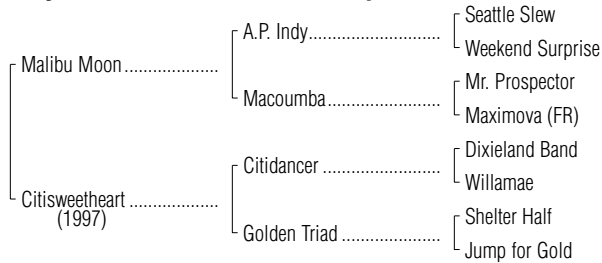 Seattle Slew
A.P. Indy
Weekend Surprise
Malibu Moon
Mr. Prospector
Macoumba
Maximova (FR)
Dixieland Band
Citidancer
Willamae
Citisweetheart
(1997)
Shelter Half
Golden Triad
Jump for Gold